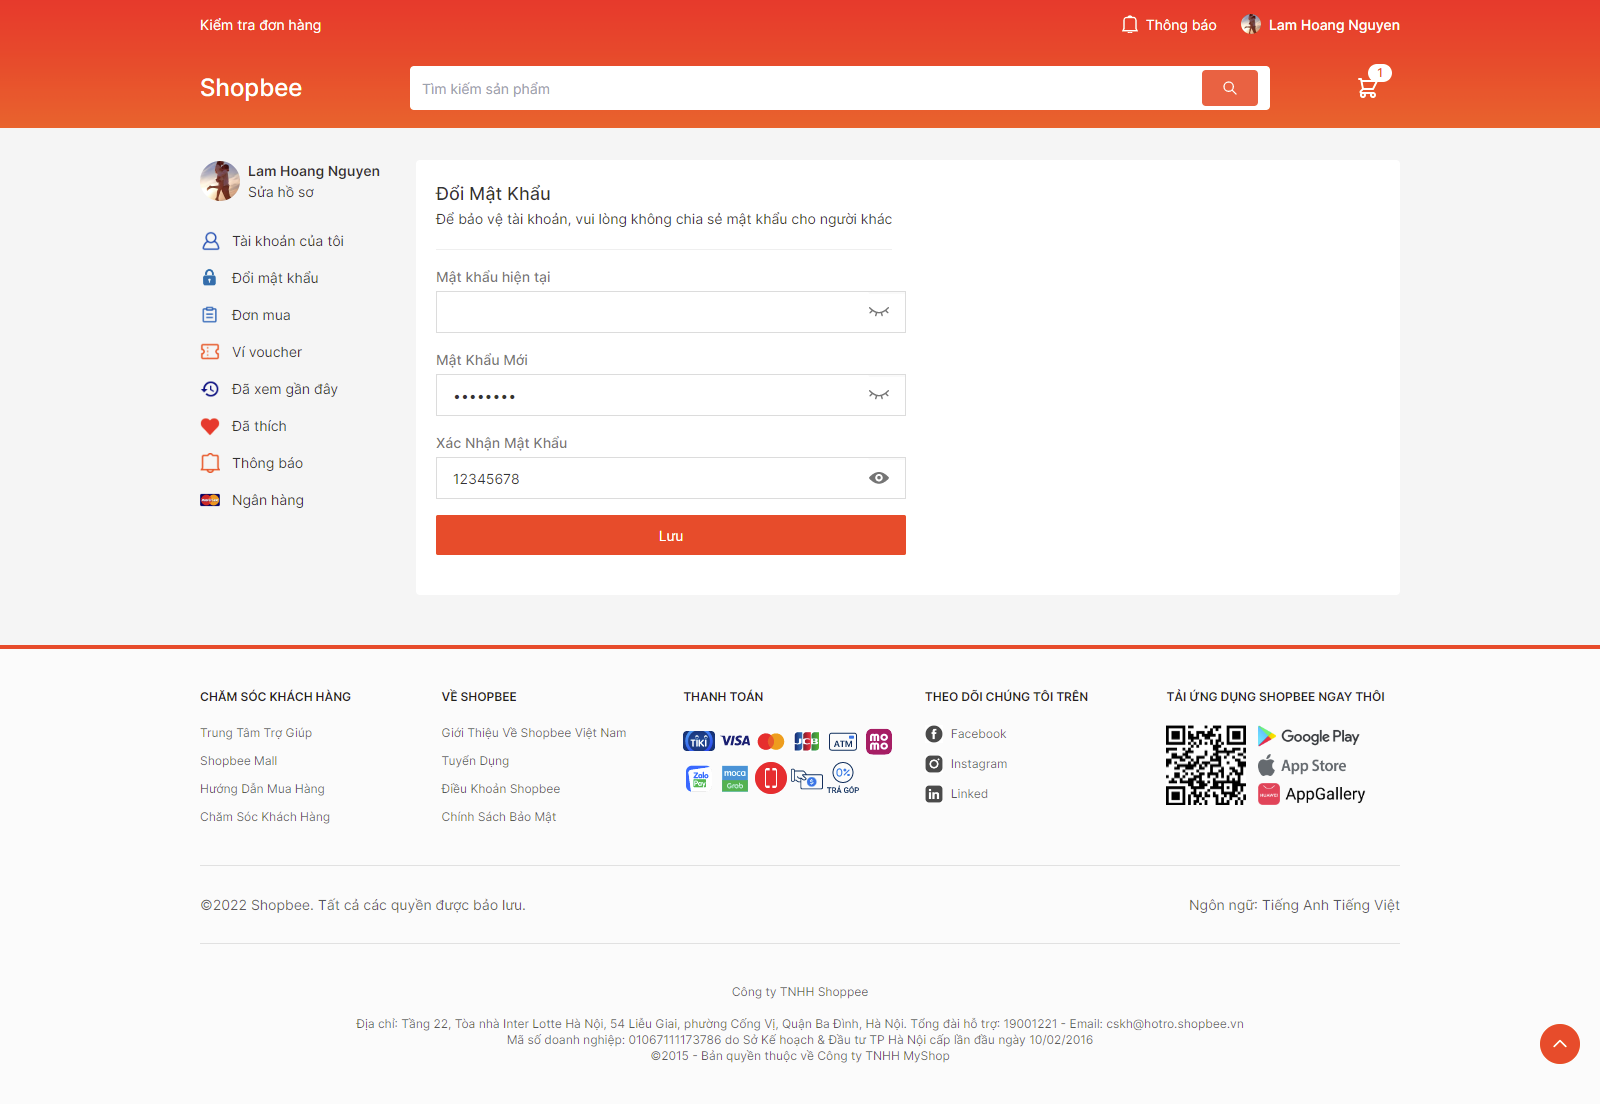 Kiểm tra đơn hàng
Thông báo
Lam Hoang Nguyen
Shopbee
Tìm kiếm sản phẩm
1
Lam Hoang Nguyen
Sửa hồ sơ
Tài khoản của tôi
Đổi mật khẩu
Đơn mua
Ví voucher
Đã xem gần đây
Đã thích
Thông báo
Ngân hàng
Đổi Mật Khẩu
Để bảo vệ tài khoản, vui lòng không chia sẻ mật khẩu cho người khác
Mật khẩu hiện tại
Mật Khẩu Mới
••••••••
Xác Nhận Mật Khẩu
12345678
Lưu
CHĂM SÓC KHÁCH HÀNG
Trung Tâm Trợ Giúp
Shopbee Mall
Hướng Dẫn Mua Hàng
Chăm Sóc Khách Hàng
VỀ SHOPBEE
Giới Thiệu Về Shopbee Việt Nam
Tuyển Dụng
Điều Khoản Shopbee
Chính Sách Bảo Mật
THANH TOÁN
TIKI VISA JCB ATM mo mo
Zalo Pay moca Grab 0% TRẢ GÓP
THEO DÕI CHÚNG TÔI TRÊN
Facebook
Instagram
Linked
TẢI ỨNG DỤNG SHOPBEE NGAY THÔI
Google Play
App Store
HUAWEI AppGallery
©2022 Shopbee. Tất cả các quyền được bảo lưu.
Ngôn ngữ: Tiếng Anh Tiếng Việt
Công ty TNHH Shoppee
Địa chỉ: Tầng 22, Tòa nhà Inter Lotte Hà Nội, 54 Liễu Giai, phường Cống Vị, Quận Ba Đình, Hà Nội. Tổng đài hỗ trợ: 19001221 - Email: cskh@hotro.shopbee.vn
Mã số doanh nghiệp: 01067111173786 do Sở Kế hoạch & Đầu tư TP Hà Nội cấp lần đầu ngày 10/02/2016
©2015 - Bản quyền thuộc về Công ty TNHH MyShop